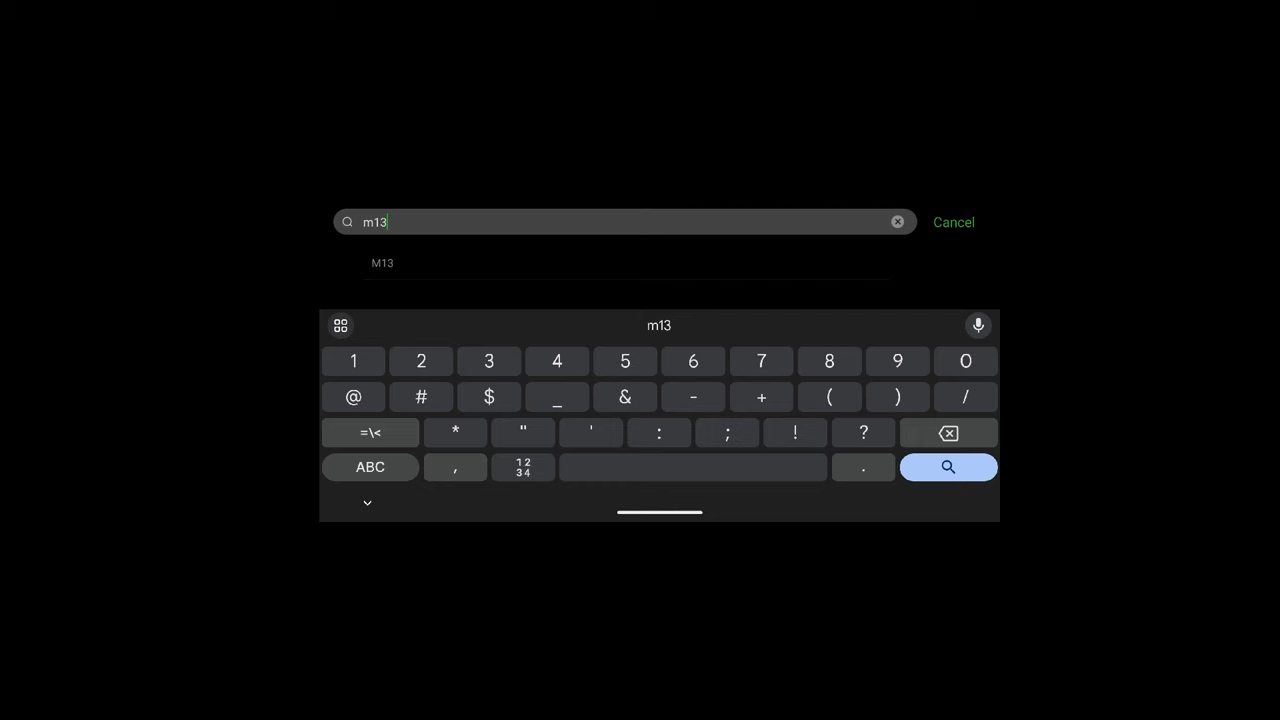 m13 Cancel
M13
m13
1 2 3 4 5 6 7 8 9 0
@ # $ _ & - + ( ) /
=\< * " ' : ; ! ?
ABC , 12 34 .